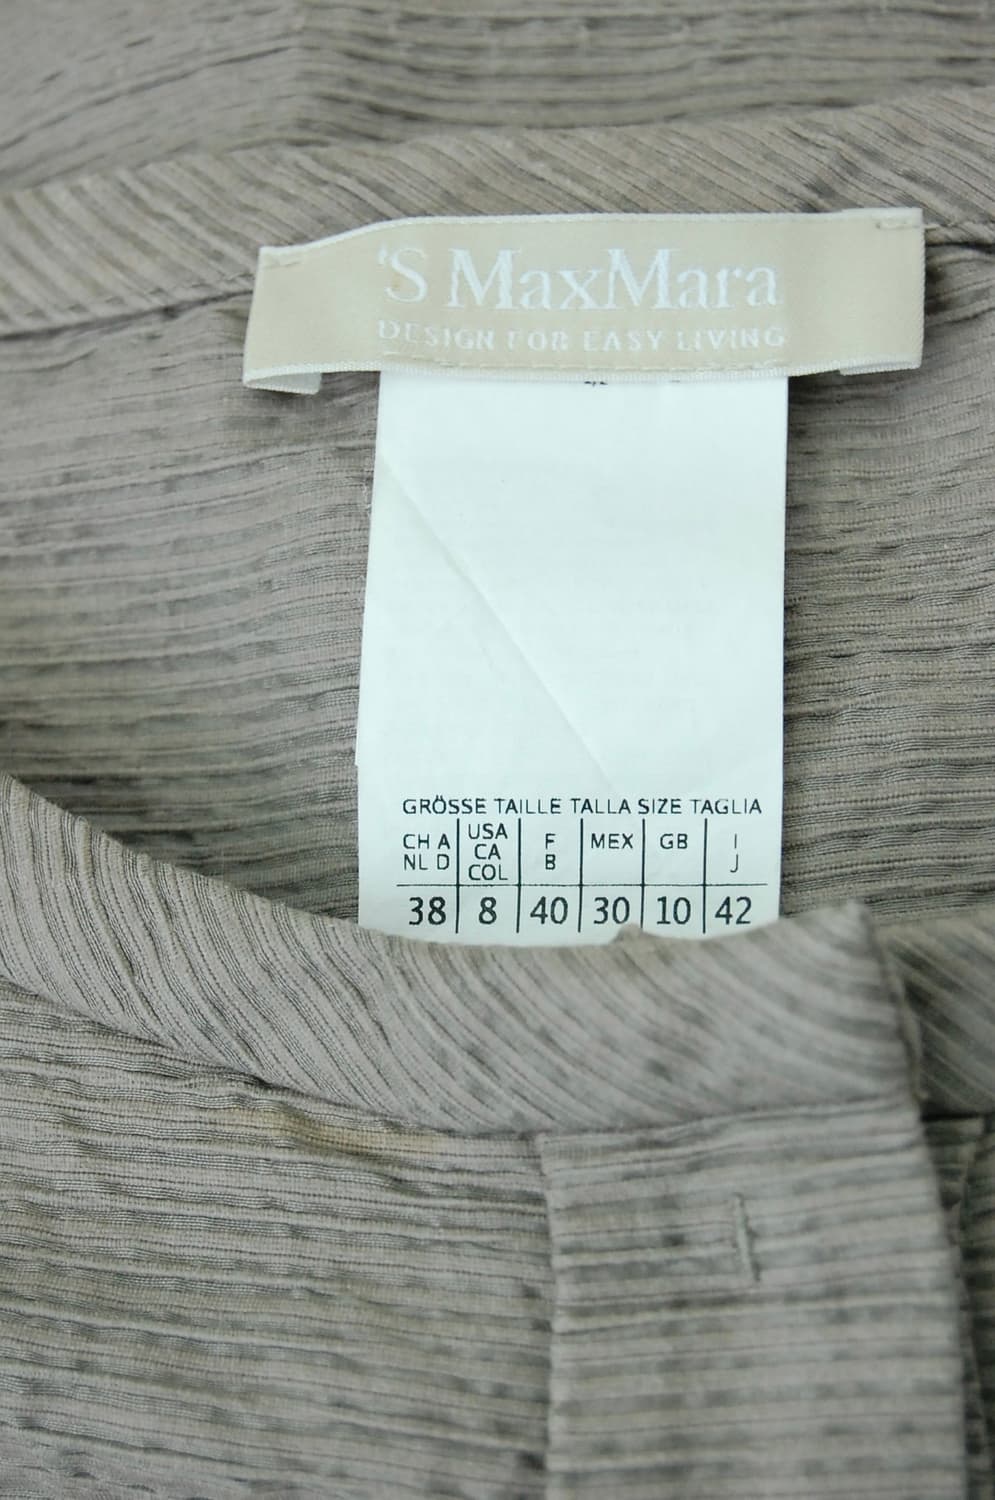 'S MaxMara
DESIGN FOR EASY LIVING
GRÖSSE TAILLE TALLA SIZE TAGLIA
CH A NL D | USA CA COL | F B | MEX | GB | I J
38 | 8 | 40 | 30 | 10 | 42